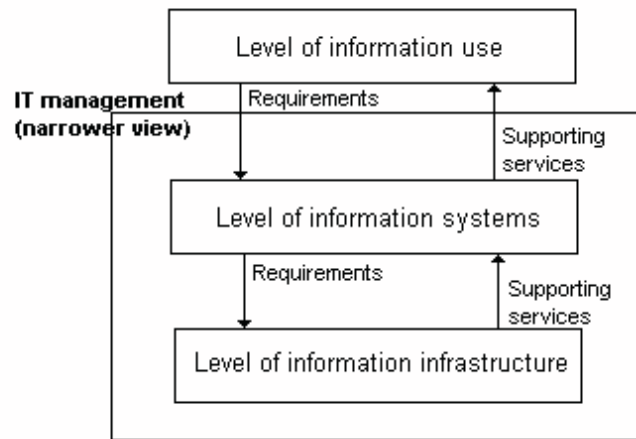 Level of information use
IT management
(narrower view)
Requirements
Supporting
services
Level of information systems
Requirements
Supporting
services
Level of information infrastructure